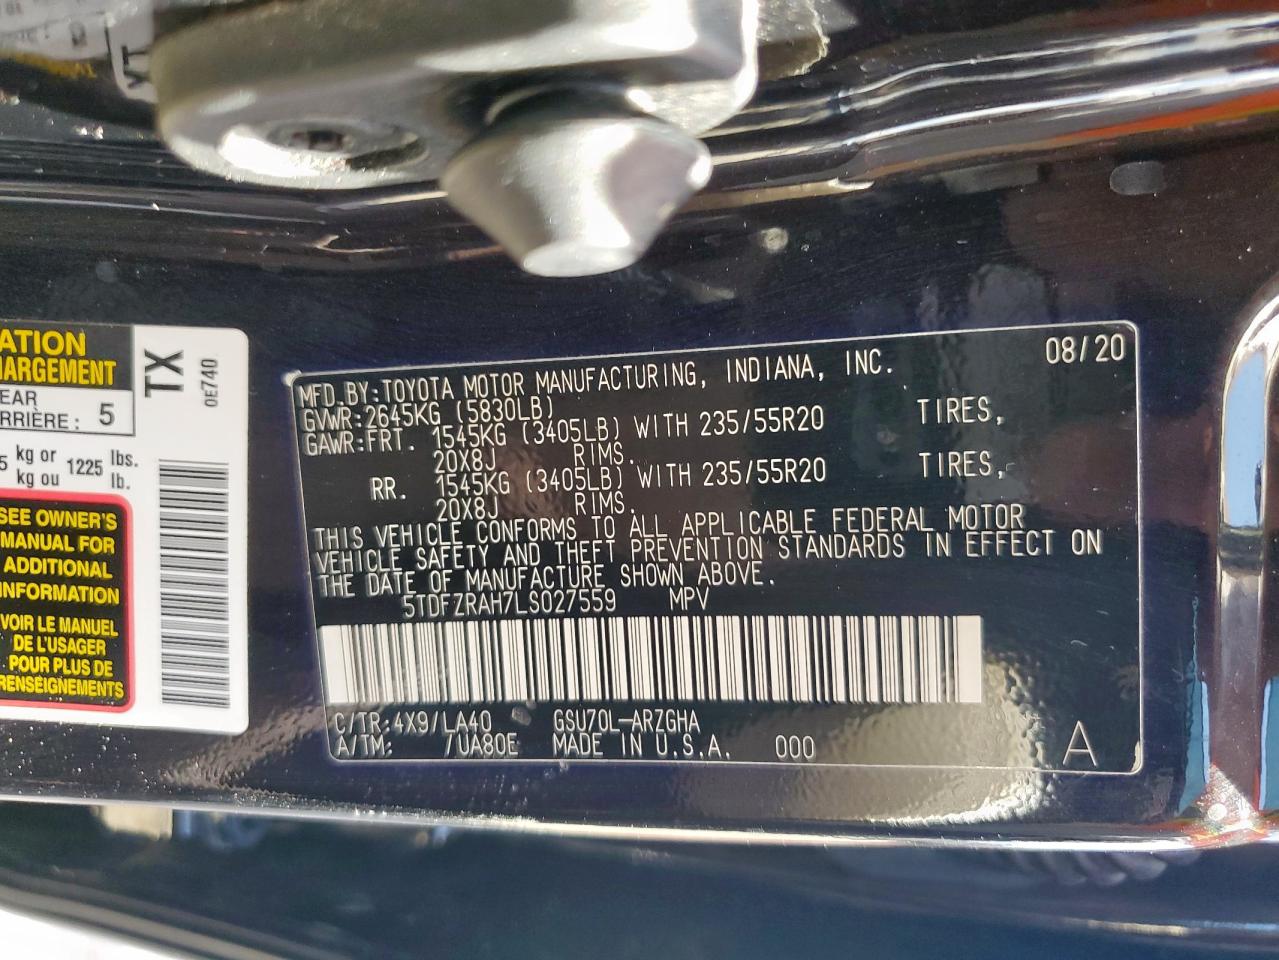 ATION
HARGEMENT
EAR
RRIÈRE: 5
5 kg or 1225 lbs.
kg ou lb.
SEE OWNER'S
MANUAL FOR
ADDITIONAL
INFORMATION
VOIR LE MANUEL
DE L'USAGER
POUR PLUS DE
RENSEIGNEMENTS
TX
0E740
MFD.BY:TOYOTA MOTOR MANUFACTURING, INDIANA, INC. 08/20
GVWR:2645KG (5830LB)
GAWR:FRT. 1545KG (3405LB) WITH 235/55R20 TIRES,
20X8J RIMS.
RR. 1545KG (3405LB) WITH 235/55R20 TIRES,
20X8J RIMS.
THIS VEHICLE CONFORMS TO ALL APPLICABLE FEDERAL MOTOR
VEHICLE SAFETY AND THEFT PREVENTION STANDARDS IN EFFECT ON
THE DATE OF MANUFACTURE SHOWN ABOVE.
5TDFZRAH7LS027559 MPV
C/TR:4X9/LA40 GSU70L-ARZGHA
A/TM: /UA80E MADE IN U.S.A. 000 A